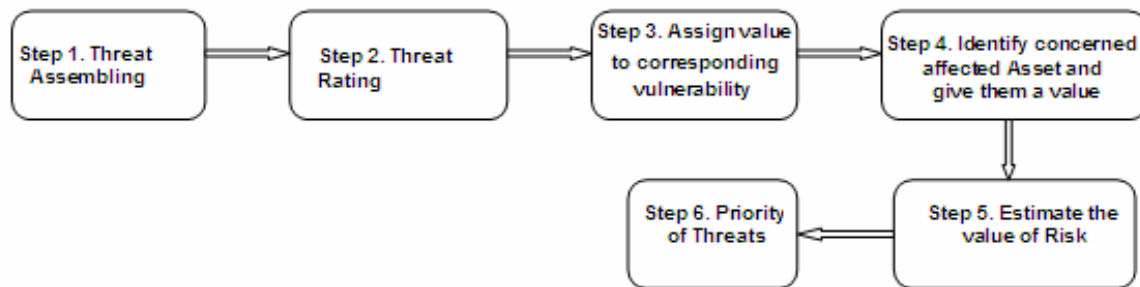 Step 1. Threat
Assembling
Step 2. Threat
Rating
Step 3. Assign value
to corresponding
vulnerability
Step 4. Identify concerned
affected Asset and
give them a value
Step 5. Estimate the
value of Risk
Step 6. Priority
of Threats